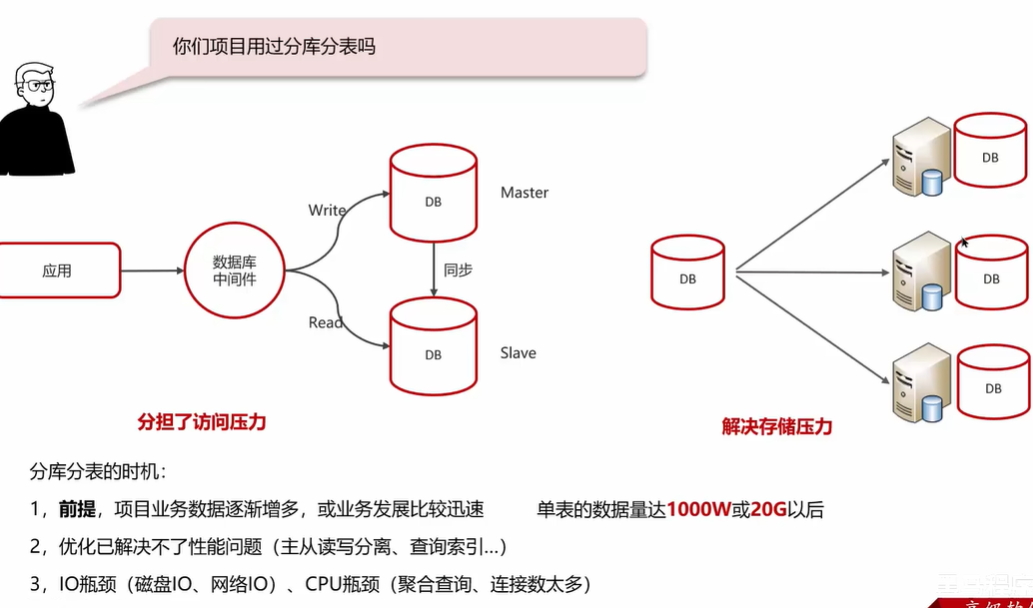 你们项目用过分库分表吗
DB
Master
Write
应用
数据库
中间件
同步
Read
DB
Slave
分担了访问压力
DB
DB
DB
DB
解决存储压力
分库分表的时机：
1，前提，项目业务数据逐渐增多，或业务发展比较迅速 单表的数据量达1000W或20G以后
2，优化已解决不了性能问题（主从读写分离、查询索引...）
3，IO瓶颈（磁盘IO、网络IO）、CPU瓶颈（聚合查询、连接数太多）